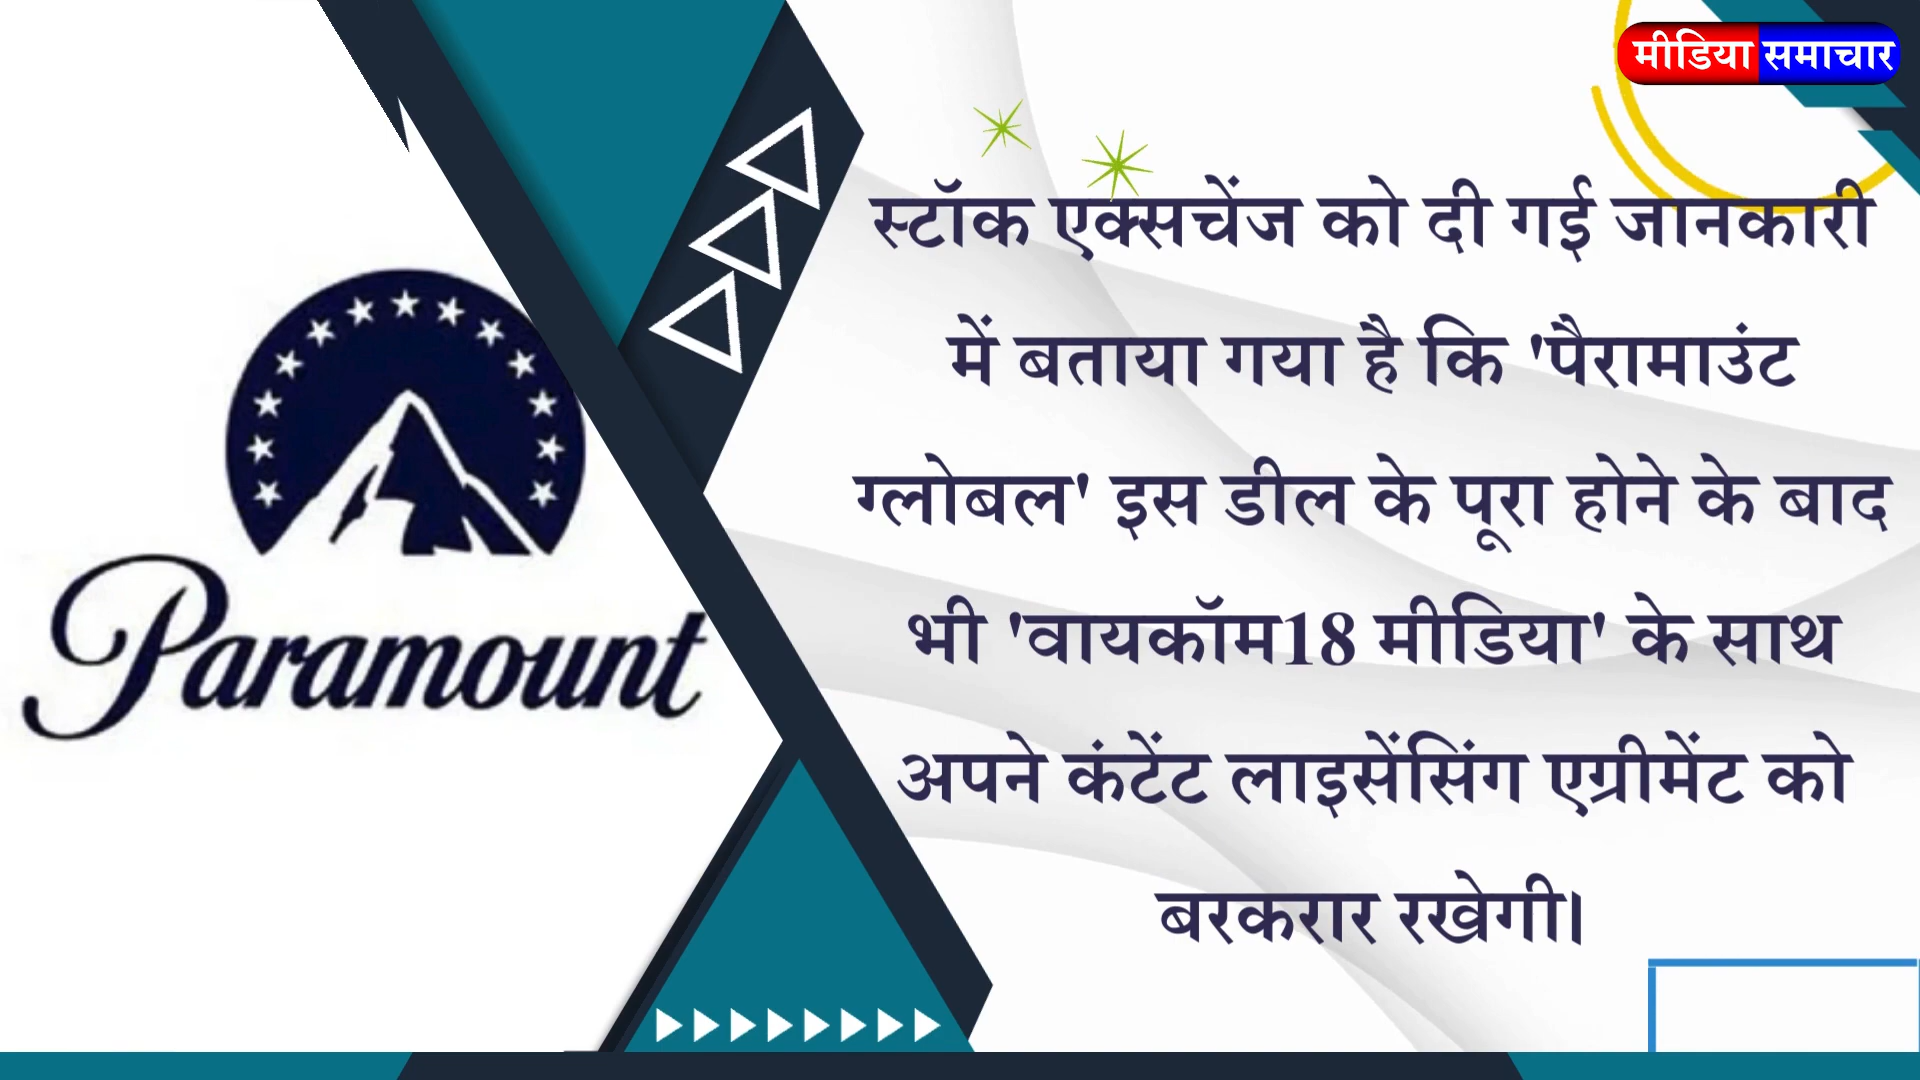 मीडिया समाचार
स्टॉक एक्सचेंज को दी गई जानकारी
में बताया गया है कि 'पैरामाउंट
ग्लोबल' इस डील के पूरा होने के बाद
भी 'वायकॉम18 मीडिया' के साथ
अपने कंटेंट लाइसेंसिंग एग्रीमेंट को
बरकरार रखेगी।
Paramount